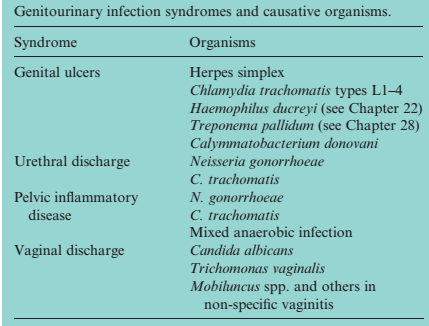 Genitourinary infection syndromes and causative organisms.
Syndrome Organisms
Genital ulcers Herpes simplex
Chlamydia trachomatis types L1–4
Haemophilus ducreyi (see Chapter 22)
Treponema pallidum (see Chapter 28)
Calymmatobacterium donovani
Urethral discharge Neisseria gonorrhoeae
C. trachomatis
Pelvic inflammatory N. gonorrhoeae
disease C. trachomatis
Mixed anaerobic infection
Vaginal discharge Candida albicans
Trichomonas vaginalis
Mobiluncus spp. and others in
non-specific vaginitis